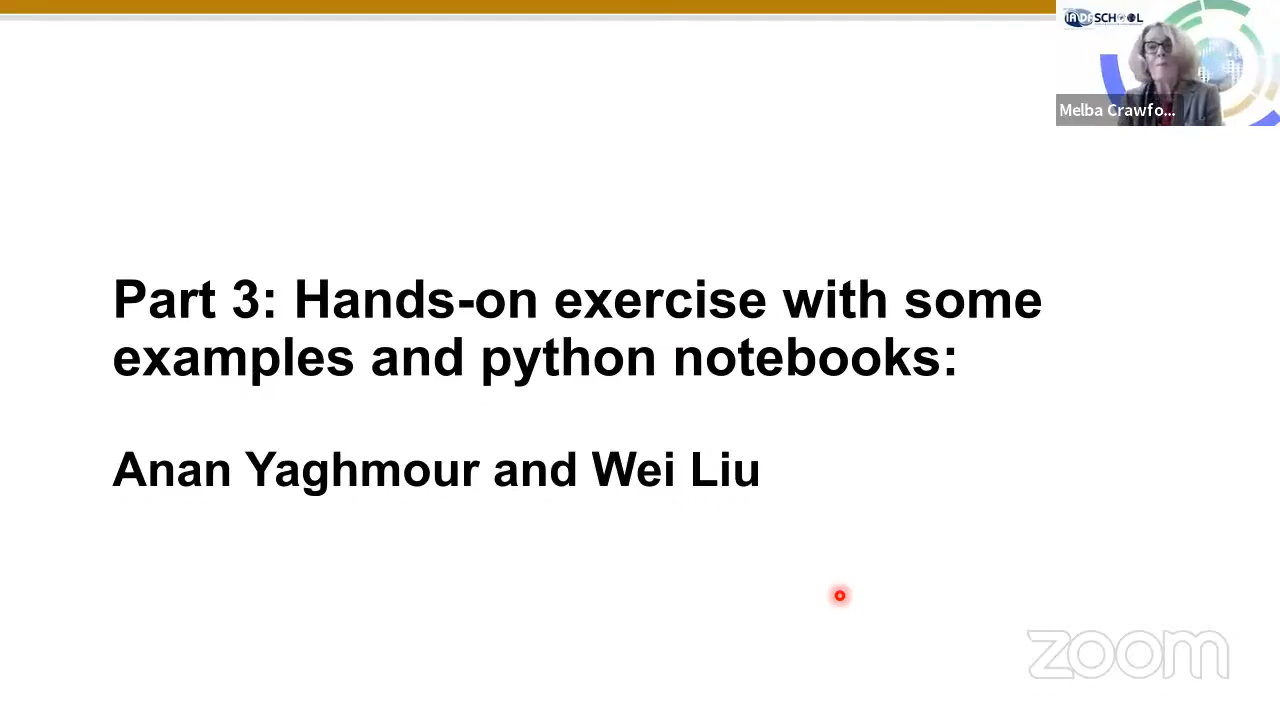 IADFSCHOOL
Melba Crawfo...
Part 3: Hands-on exercise with some
examples and python notebooks:
Anan Yaghmour and Wei Liu
zoom